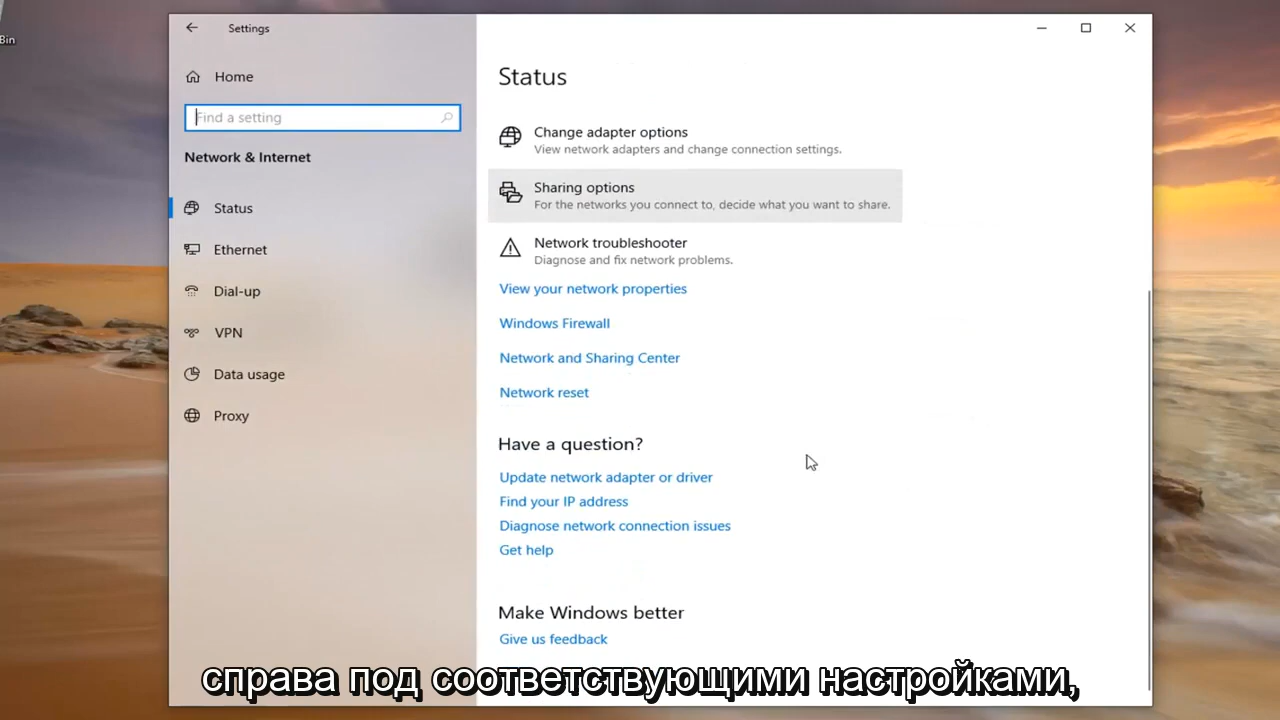 Bin
Settings
Home
Find a setting
Network & Internet
Status
Ethernet
Dial-up
VPN
Data usage
Proxy
Status
Change adapter options
View network adapters and change connection settings.
Sharing options
For the networks you connect to, decide what you want to share.
Network troubleshooter
Diagnose and fix network problems.
View your network properties
Windows Firewall
Network and Sharing Center
Network reset
Have a question?
Update network adapter or driver
Find your IP address
Diagnose network connection issues
Get help
Make Windows better
Give us feedback
справа под соответствующими настройками,